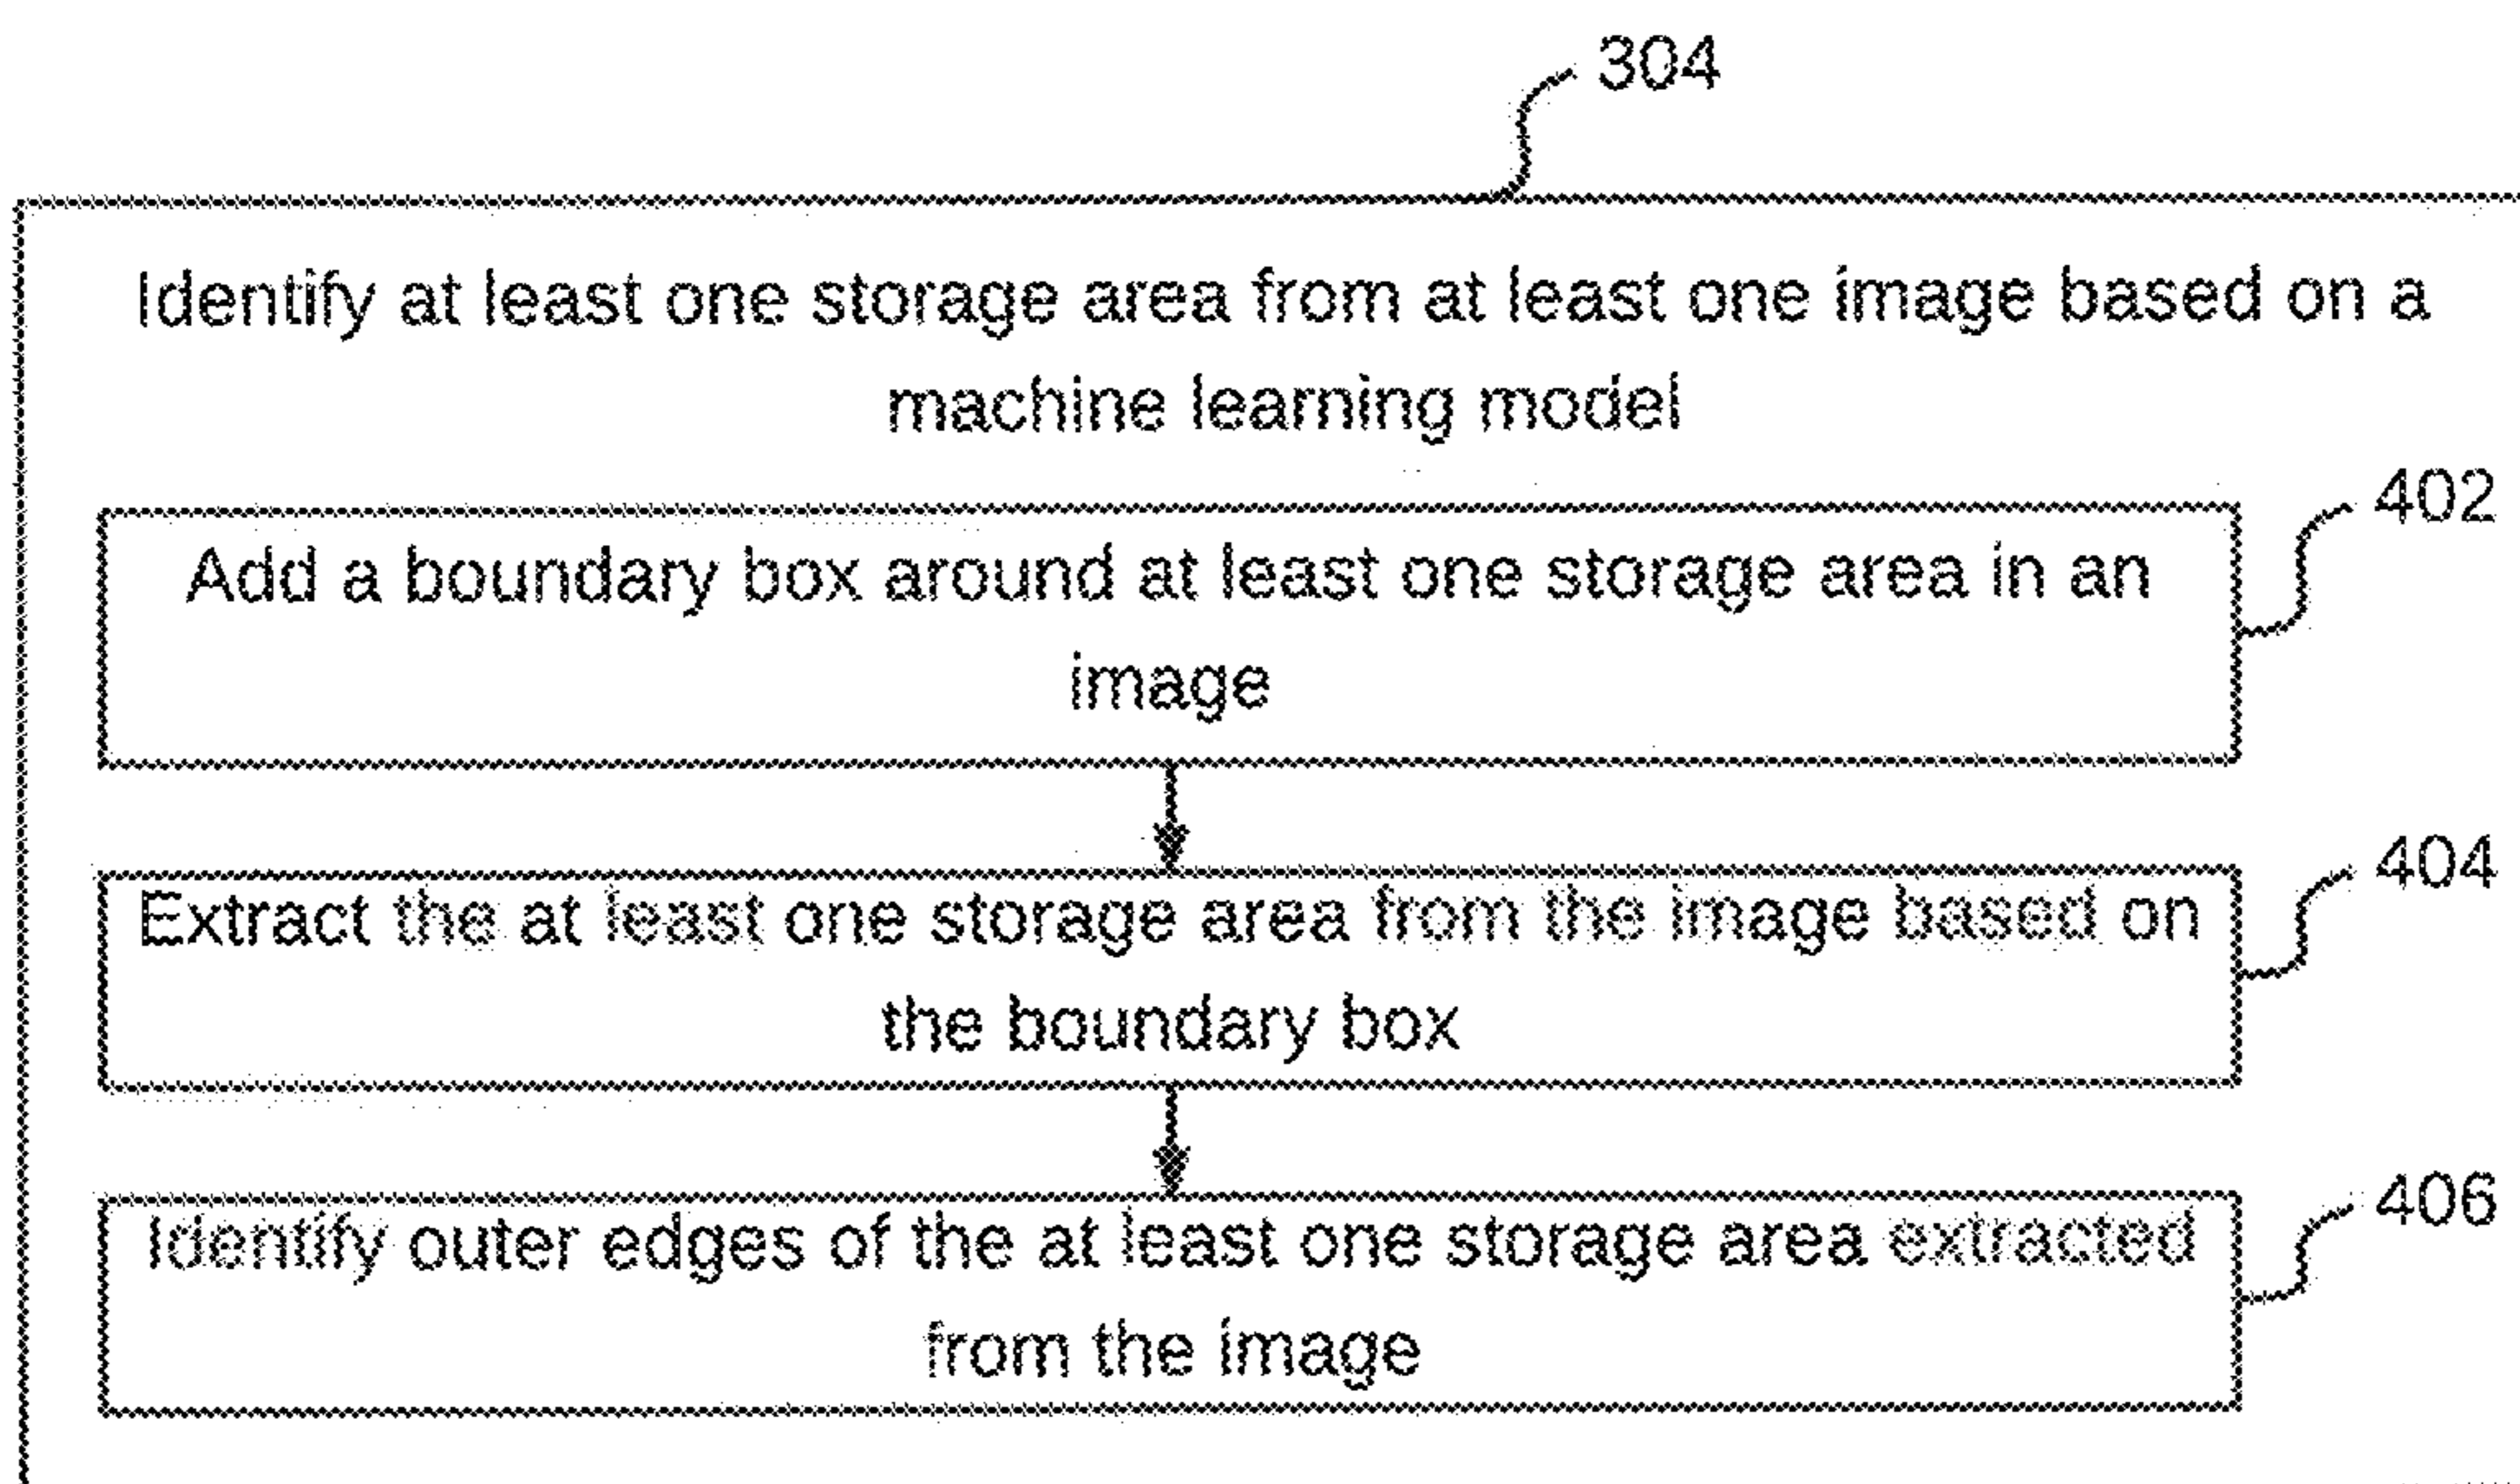 304
Identify at least one storage area from at least one image based on a
machine learning model
402
Add a boundary box around at least one storage area in an
image
404
Extract the at least one storage area from the image based on
the boundary box
406
Identify outer edges of the at least one storage area extracted
from the image